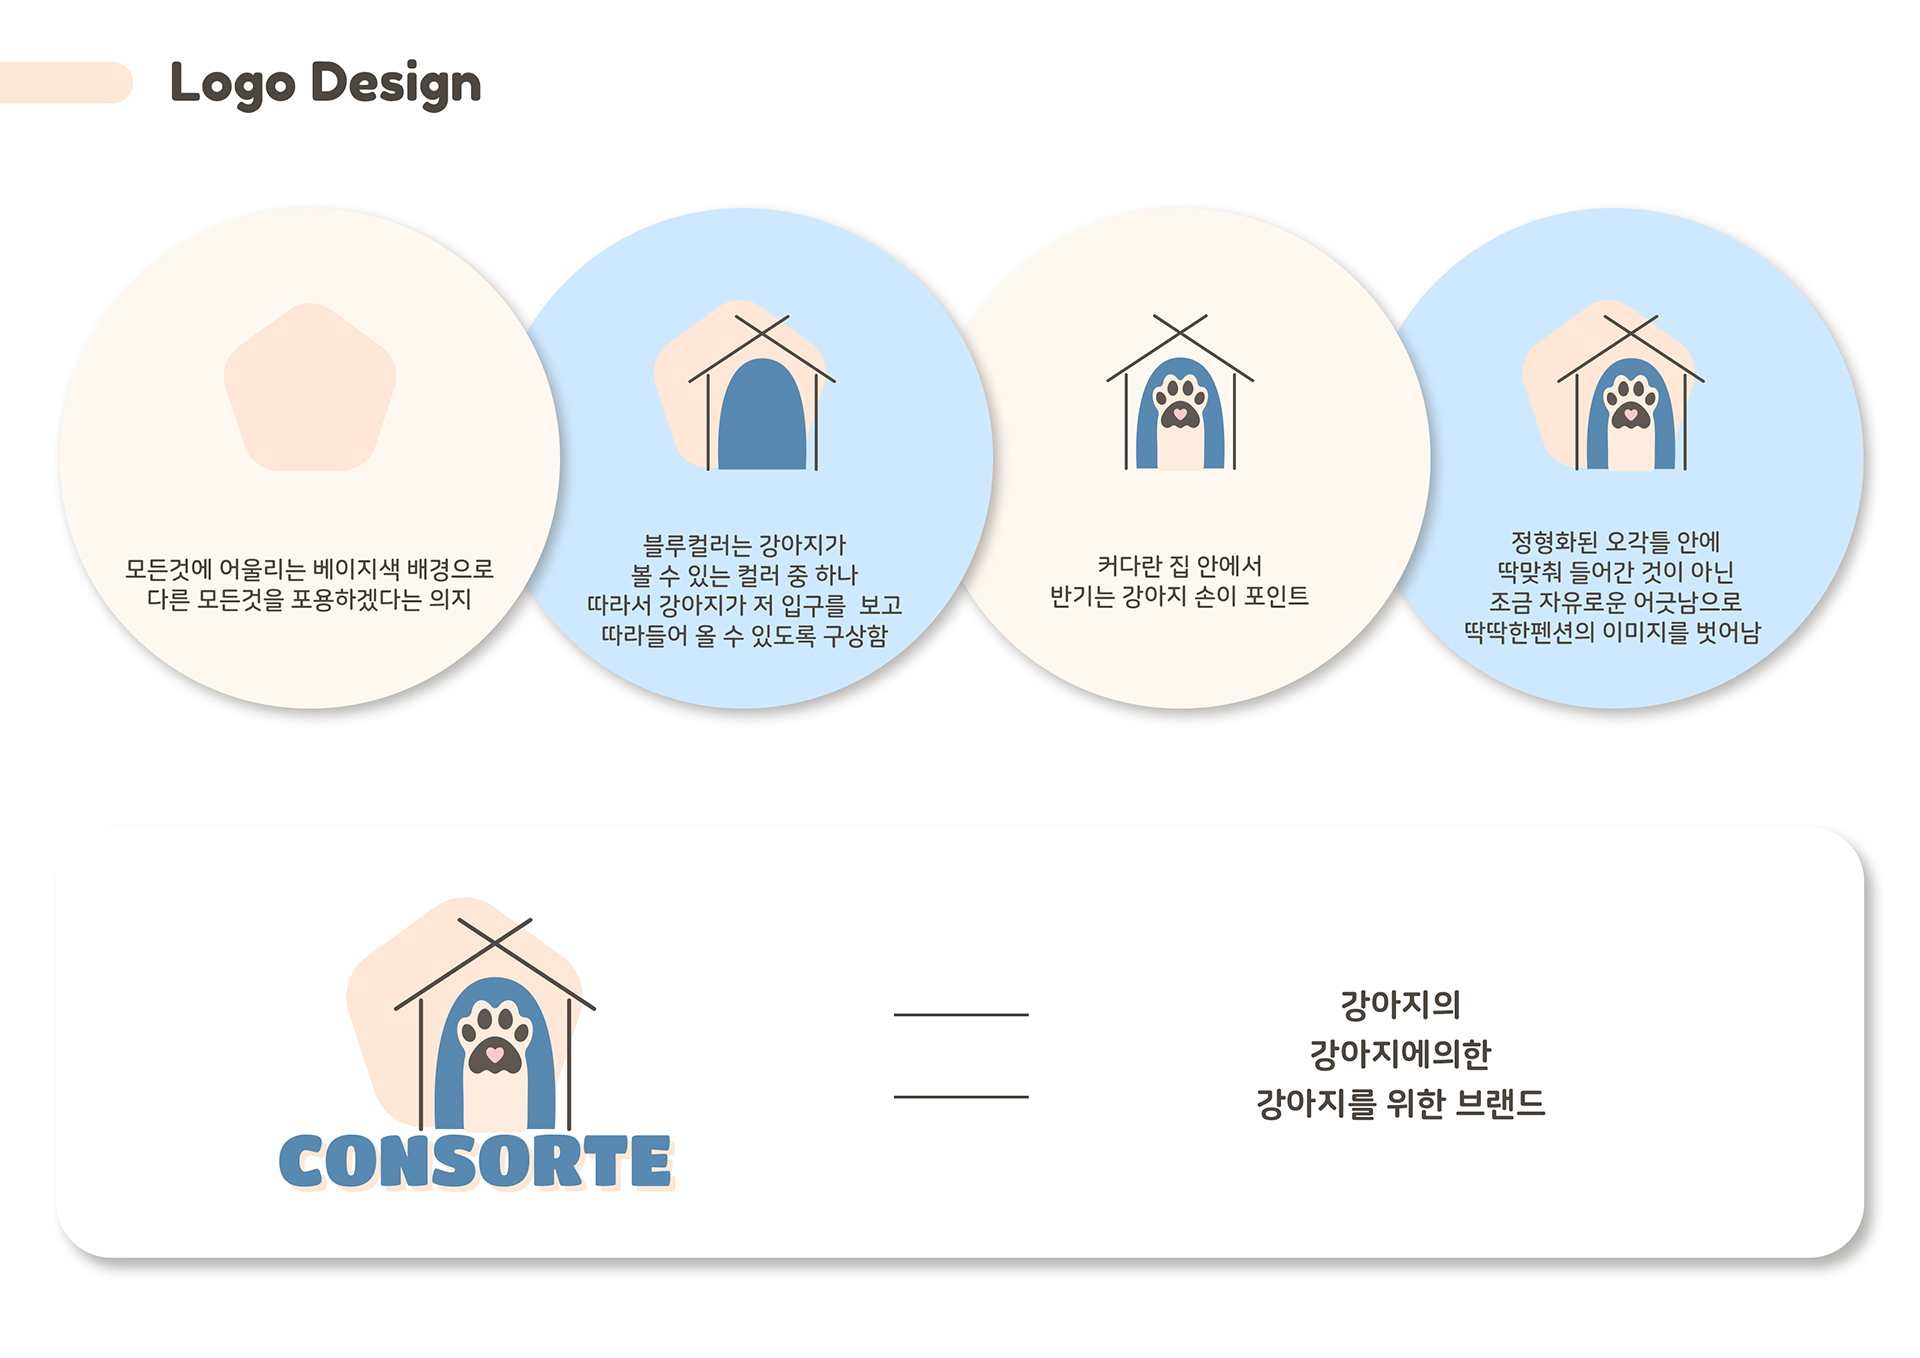 Logo Design
모든것에 어울리는 베이지색 배경으로
다른 모든것을 포용하겠다는 의지
블루컬러는 강아지가
볼 수 있는 컬러 중 하나
따라서 강아지가 저 입구를 보고
따라들어 올 수 있도록 구상함
커다란 집 안에서
반기는 강아지 손이 포인트
정형화된 오각틀 안에
딱맞춰 들어간 것이 아닌
조금 자유로운 어긋남으로
딱딱한펜션의 이미지를 벗어남
CONSORTE
강아지의
강아지에의한
강아지를 위한 브랜드